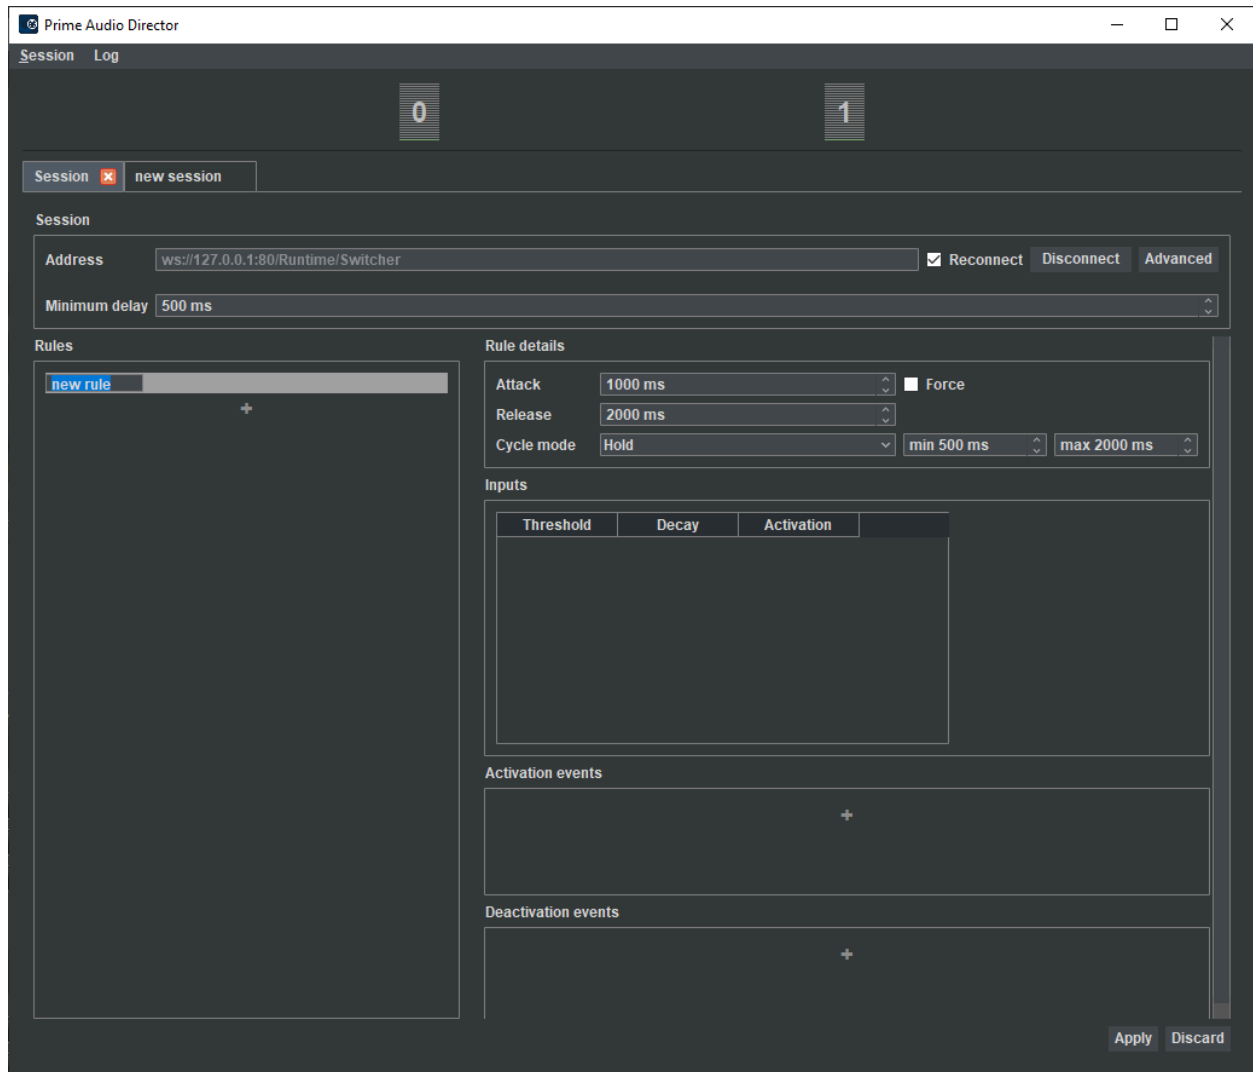 Prime Audio Director
Session Log
0 1
Session new session
Session
Address ws://127.0.0.1:80/Runtime/Switcher Reconnect Disconnect Advanced
Minimum delay 500 ms
Rules
new rule
+
Rule details
Attack 1000 ms Force
Release 2000 ms
Cycle mode Hold min 500 ms max 2000 ms
Inputs
Threshold Decay Activation
Activation events
+
Deactivation events
+
Apply Discard